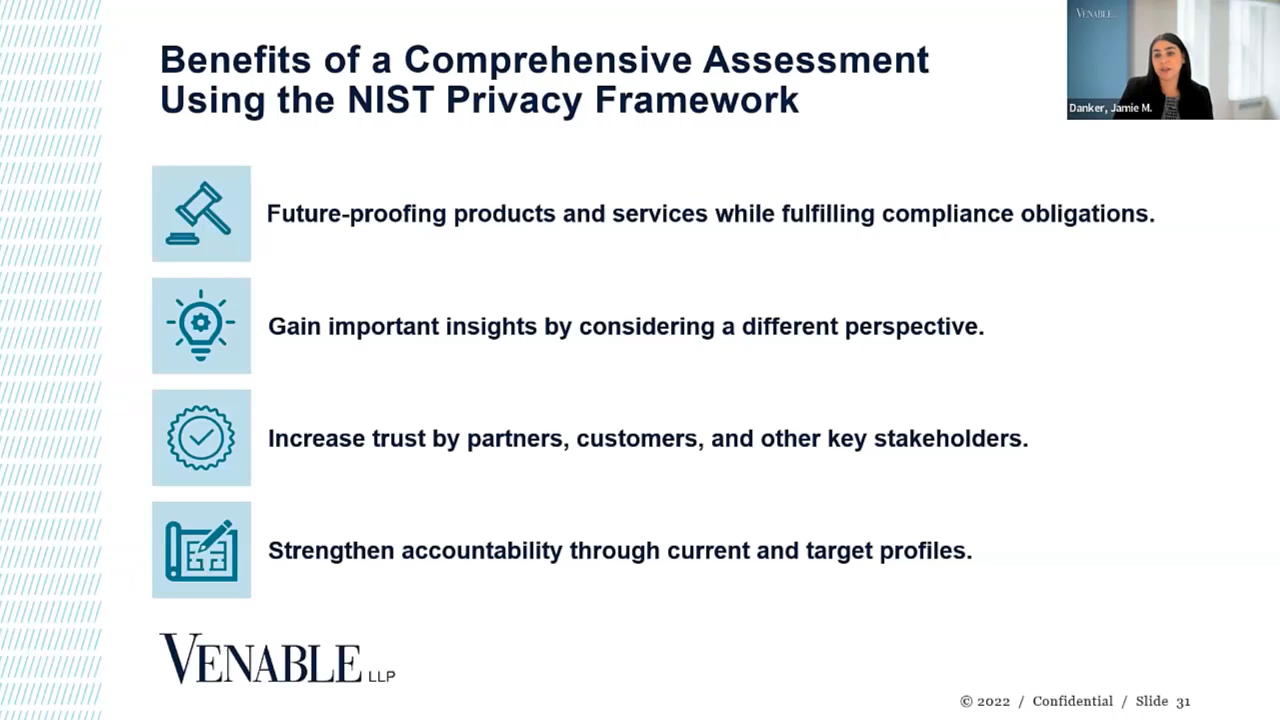 Benefits of a Comprehensive Assessment
Using the NIST Privacy Framework
VENABLE
Danker, Jamie M.
Future-proofing products and services while fulfilling compliance obligations.
Gain important insights by considering a different perspective.
Increase trust by partners, customers, and other key stakeholders.
Strengthen accountability through current and target profiles.
VENABLE LLP
© 2022 / Confidential / Slide 31